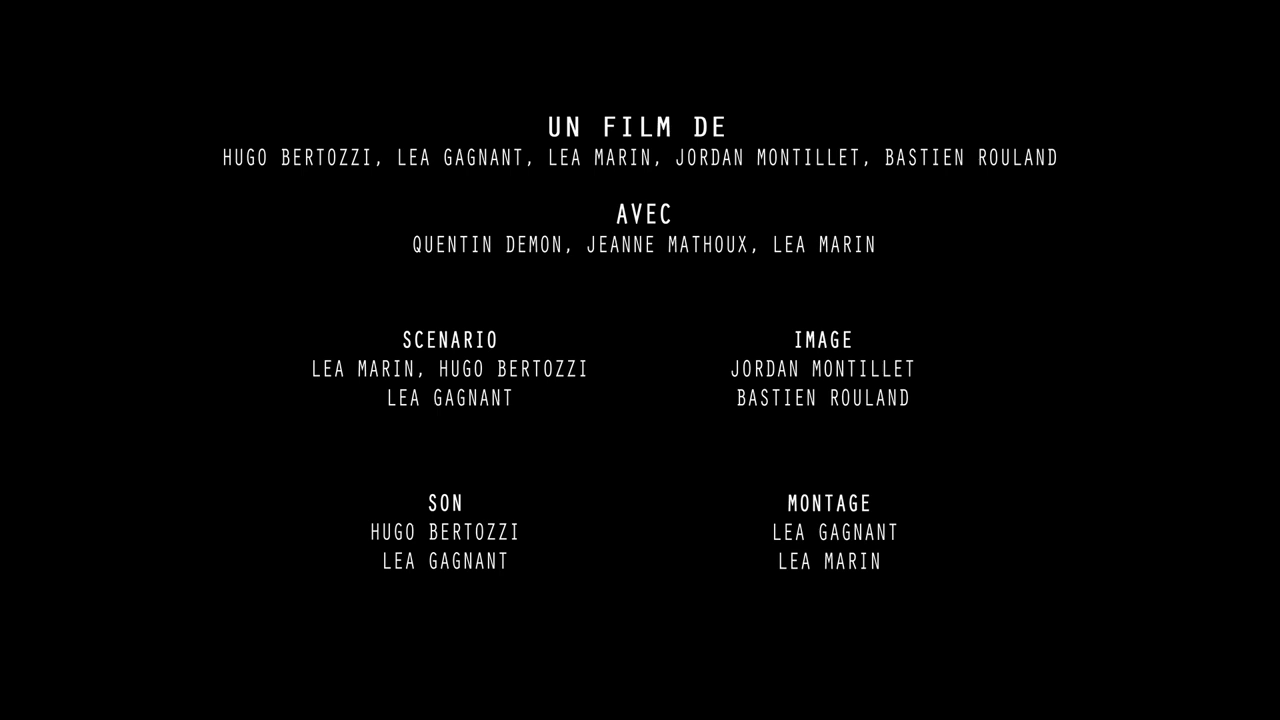 UN FILM DE
HUGO BERTOZZI, LEA GAGNANT, LEA MARIN, JORDAN MONTILLET, BASTIEN ROULAND
AVEC
QUENTIN DEMON, JEANNE MATHOUX, LEA MARIN
SCENARIO
LEA MARIN, HUGO BERTOZZI
LEA GAGNANT
IMAGE
JORDAN MONTILLET
BASTIEN ROULAND
SON
HUGO BERTOZZI
LEA GAGNANT
MONTAGE
LEA GAGNANT
LEA MARIN